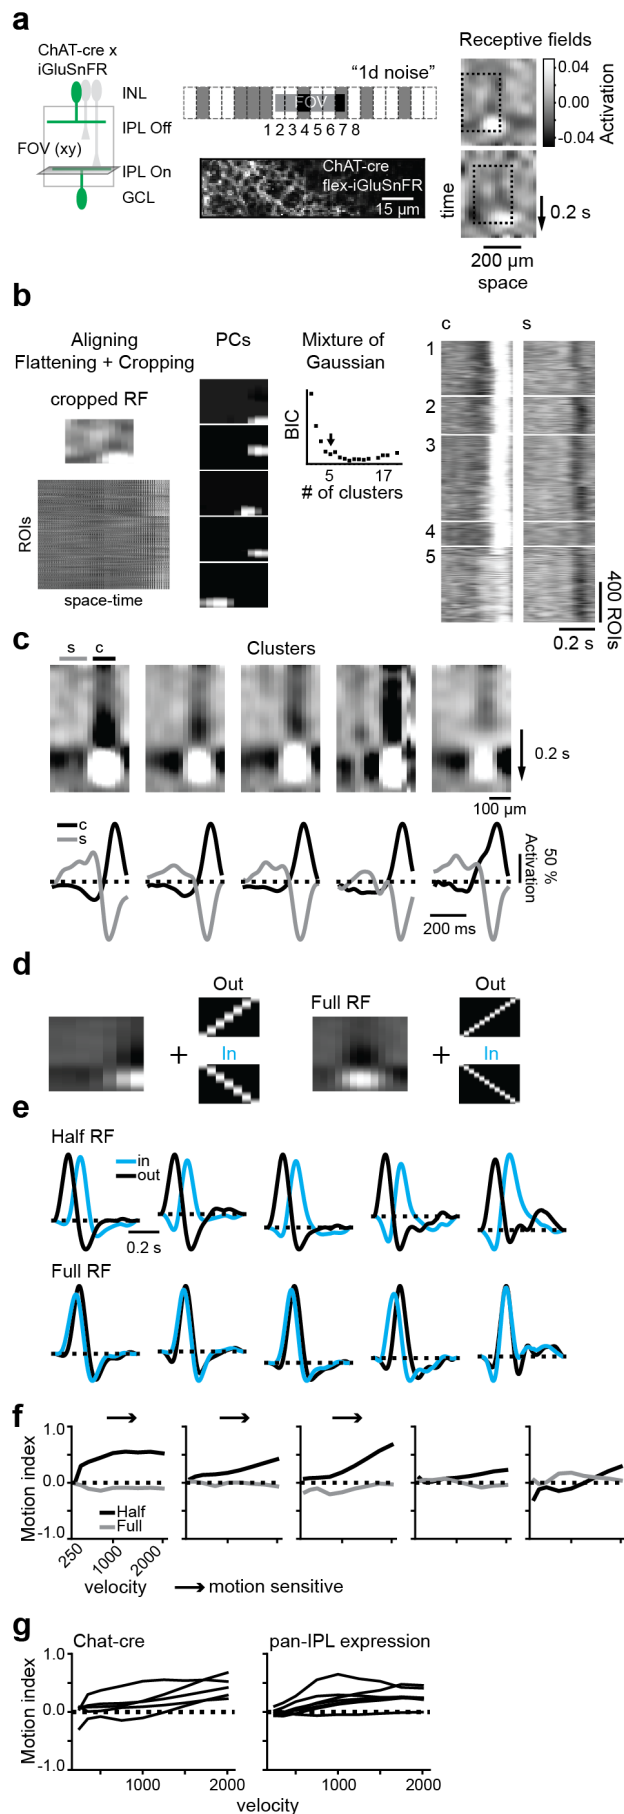 a
ChAT-cre x
iGluSnFR
INL
IPL Off
FOV (xy)
IPL On
GCL
"1d noise"
FOV
1 2 3 4 5 6 7 8
ChAT-cre
flex-iGluSnFR
15 µm
Receptive fields
0.04
0.00
-0.04
Activation
time
0.2 s
200 µm
space
b
Aligning
Flattening + Cropping
cropped RF
ROIs
space-time
PCs
Mixture of
Gaussian
BIC
5
17
# of clusters
c
s
1
2
3
4
5
400 ROIs
0.2 s
c
s
c
Clusters
0.2 s
100 µm
c
s
50 %
Activation
200 ms
d
Out
In
Full RF
Out
In
e
Half RF
in
out
0.2 s
Full RF
f
1.0
0.0
-1.0
Motion index
Half
Full
250
1000
2000
velocity
motion sensitive
g
Chat-cre
pan-IPL expression
1.0
0.0
-1.0
Motion index
1000
2000
1000
2000
velocity